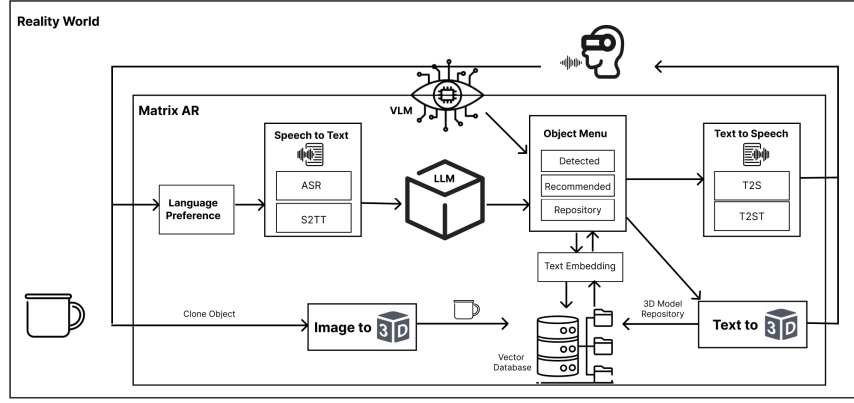 Reality World
Matrix AR
VLM
Speech to Text
ASR
S2TT
Language
Preference
LLM
Object Menu
Detected
Recommended
Repository
Text to Speech
T2S
T2ST
Text Embedding
Clone Object
Image to 3D
Vector
Database
3D Model
Repository
Text to 3D